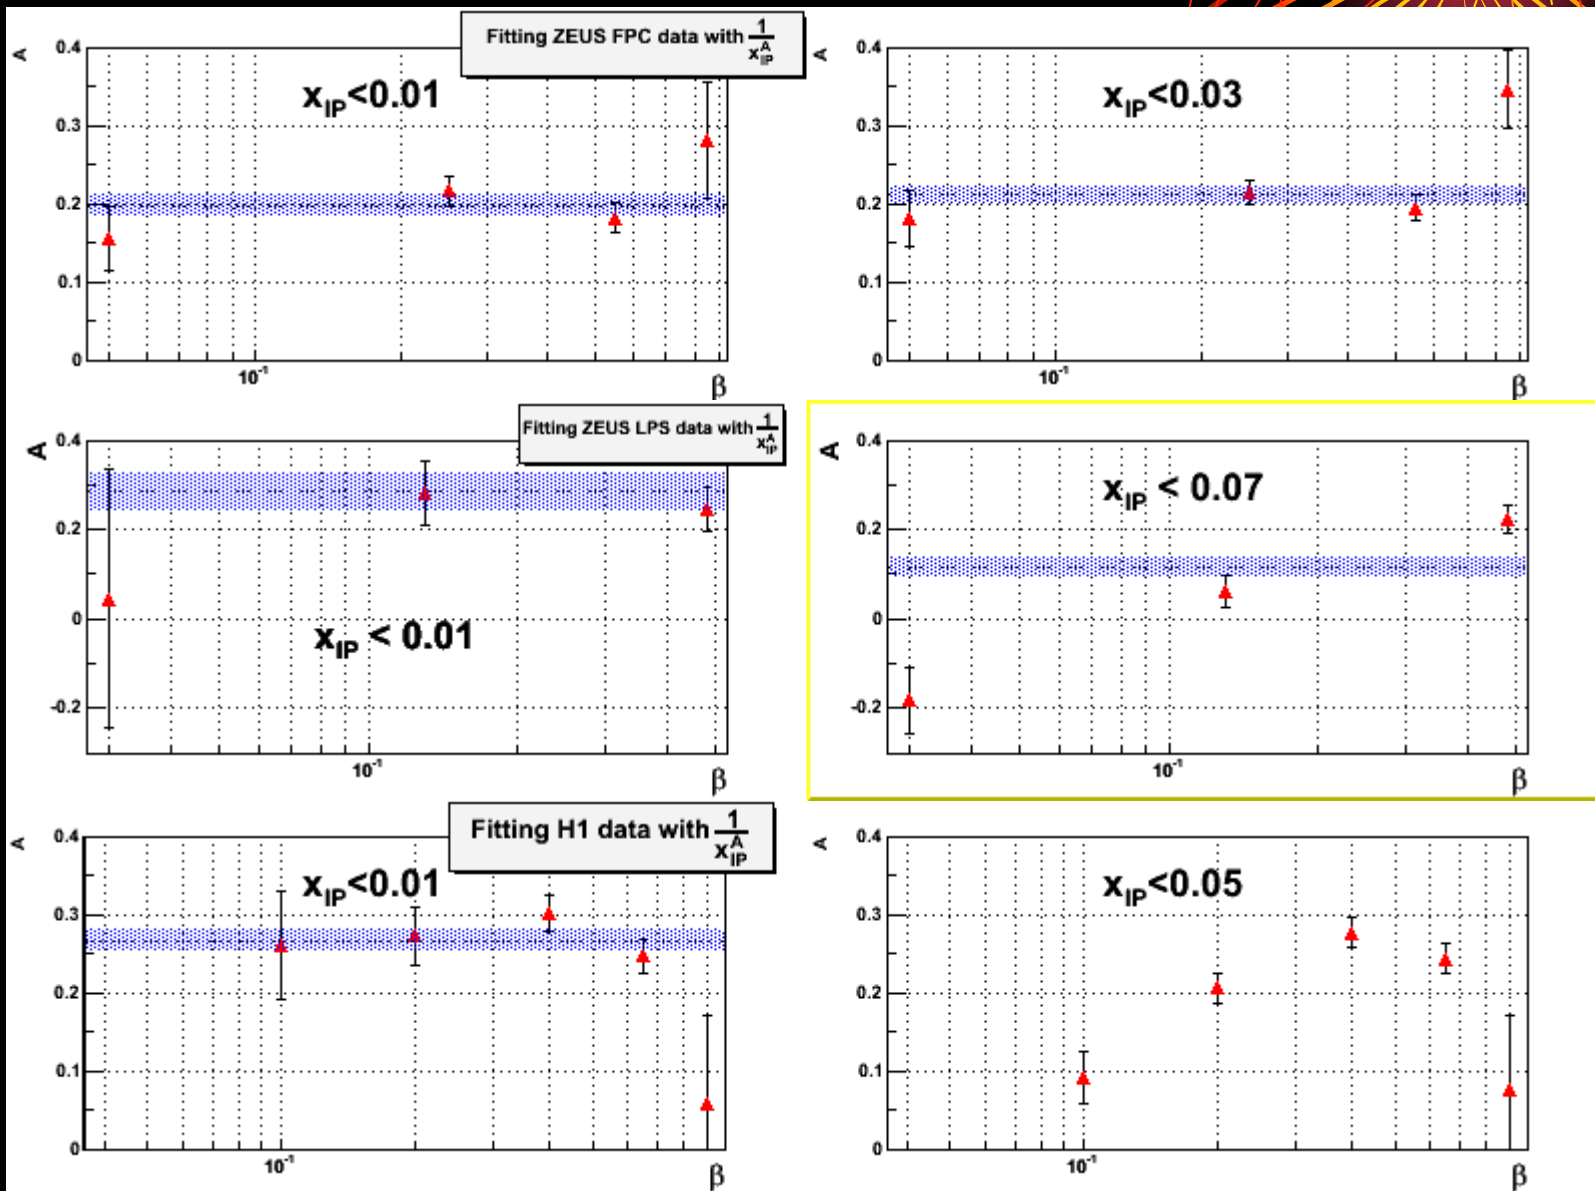 Fitting ZEUS FPC data with 1/x_IP^A
A
0.4
0.3
0.2
0.1
0
x_IP<0.01
10^-1
β
A
0.4
0.3
0.2
0.1
0
x_IP<0.03
10^-1
β
Fitting ZEUS LPS data with 1/x_IP^A
A
0.4
0.2
0
-0.2
x_IP < 0.01
10^-1
β
A
0.4
0.2
0
-0.2
x_IP < 0.07
10^-1
β
Fitting H1 data with 1/x_IP^A
A
0.4
0.3
0.2
0.1
0
x_IP<0.01
10^-1
β
A
0.4
0.3
0.2
0.1
0
x_IP<0.05
10^-1
β